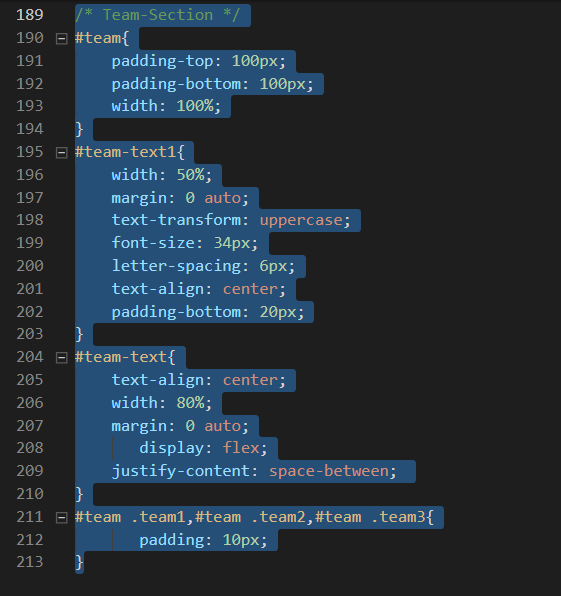 189 /* Team-Section */
190 #team{
191     padding-top: 100px;
192     padding-bottom: 100px;
193     width: 100%;
194 }
195 #team-text1{
196     width: 50%;
197     margin: 0 auto;
198     text-transform: uppercase;
199     font-size: 34px;
200     letter-spacing: 6px;
201     text-align: center;
202     padding-bottom: 20px;
203 }
204 #team-text{
205     text-align: center;
206     width: 80%;
207     margin: 0 auto;
208        display: flex;
209     justify-content: space-between;
210 }
211 #team .team1,#team .team2,#team .team3{
212        padding: 10px;
213 }